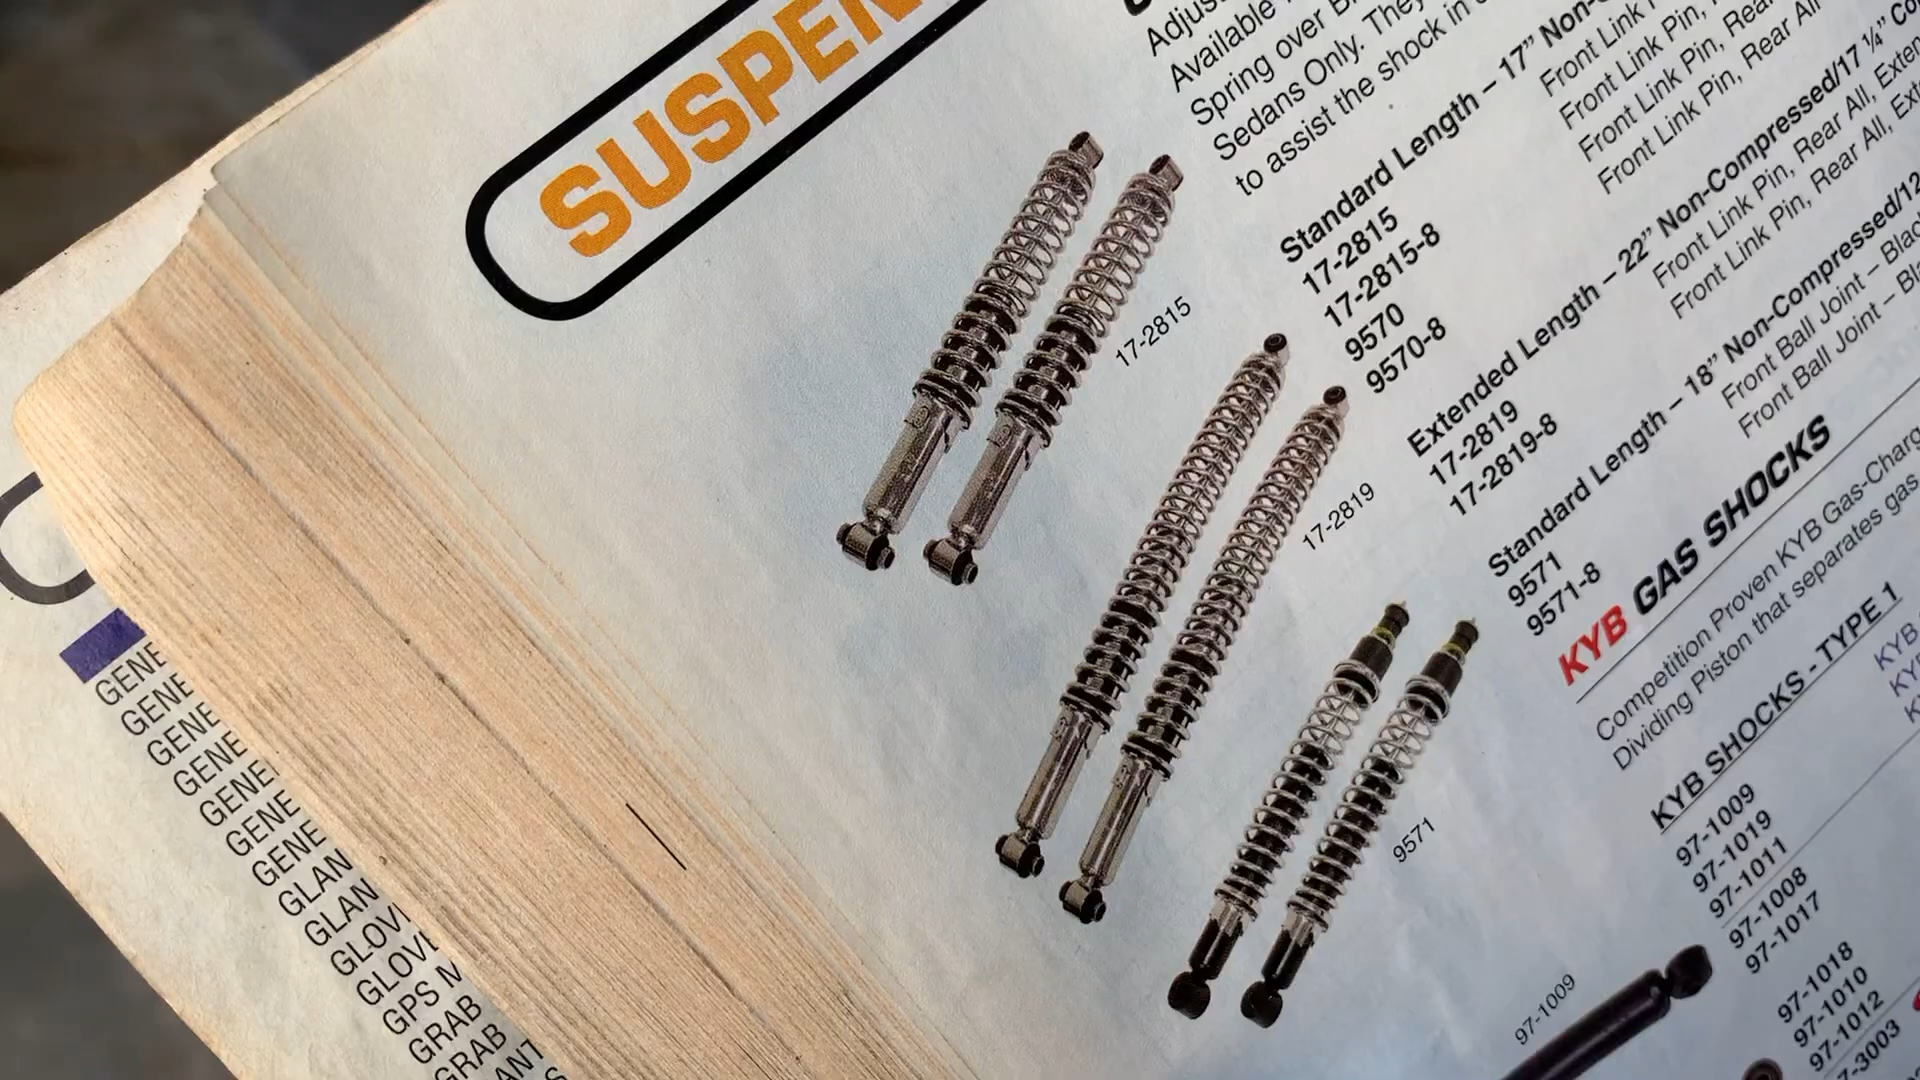 SUSPEN
Adjus
Available
Spring over B
Sedans Only. They
to assist the shock in
Standard Length – 17” Non-
17-2815
Front Link
17-2815-8
Front Link Pin,
9570
Front Link Pin, Rear
9570-8
Front Link Pin, Rear All
Extended Length – 22” Non-Compressed/17 ¼” Co
17-2819
Front Link Pin, Rear All, Exten
17-2819-8
Front Link Pin, Rear All, Ext
Standard Length – 18” Non-Compressed/12
9571
Front Ball Joint – Blac
9571-8
Front Ball Joint – Bl
KYB GAS SHOCKS
Competition Proven KYB Gas-Charg
Dividing Piston that separates gas
KYB SHOCKS - TYPE 1
97-1009
KYB
97-1019
KY
97-1011
K
97-1008
97-1017
97-1018
97-1010
97-1012
-3003
17-2815
17-2819
9571
97-1009
GENE
GENE
GENE
GENE
GENE
GENE
GENE
GLAN
GLAN
GLOV
GLOVE
GPS M
GRAB
GRAB
ANT
S